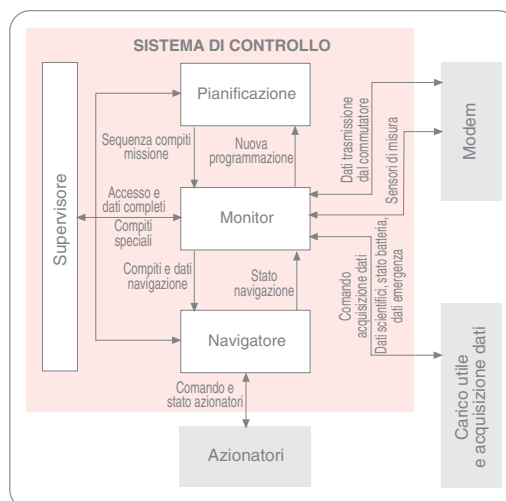 SISTEMA DI CONTROLLO
Pianificazione
Sequenza compiti
missione
Nuova
programmazione
Supervisore
Accesso e
dati completi
Compiti
speciali
Monitor
Compiti e dati
navigazione
Stato
navigazione
Navigatore
Comando e
stato azionatori
Azionatori
Dati trasmissione
dal commutatore
Sensori di misura
Modem
Comando
acquisizione dati
Dati scientifici, stato batteria,
dati emergenza
Carico utile
e acquisizione dati